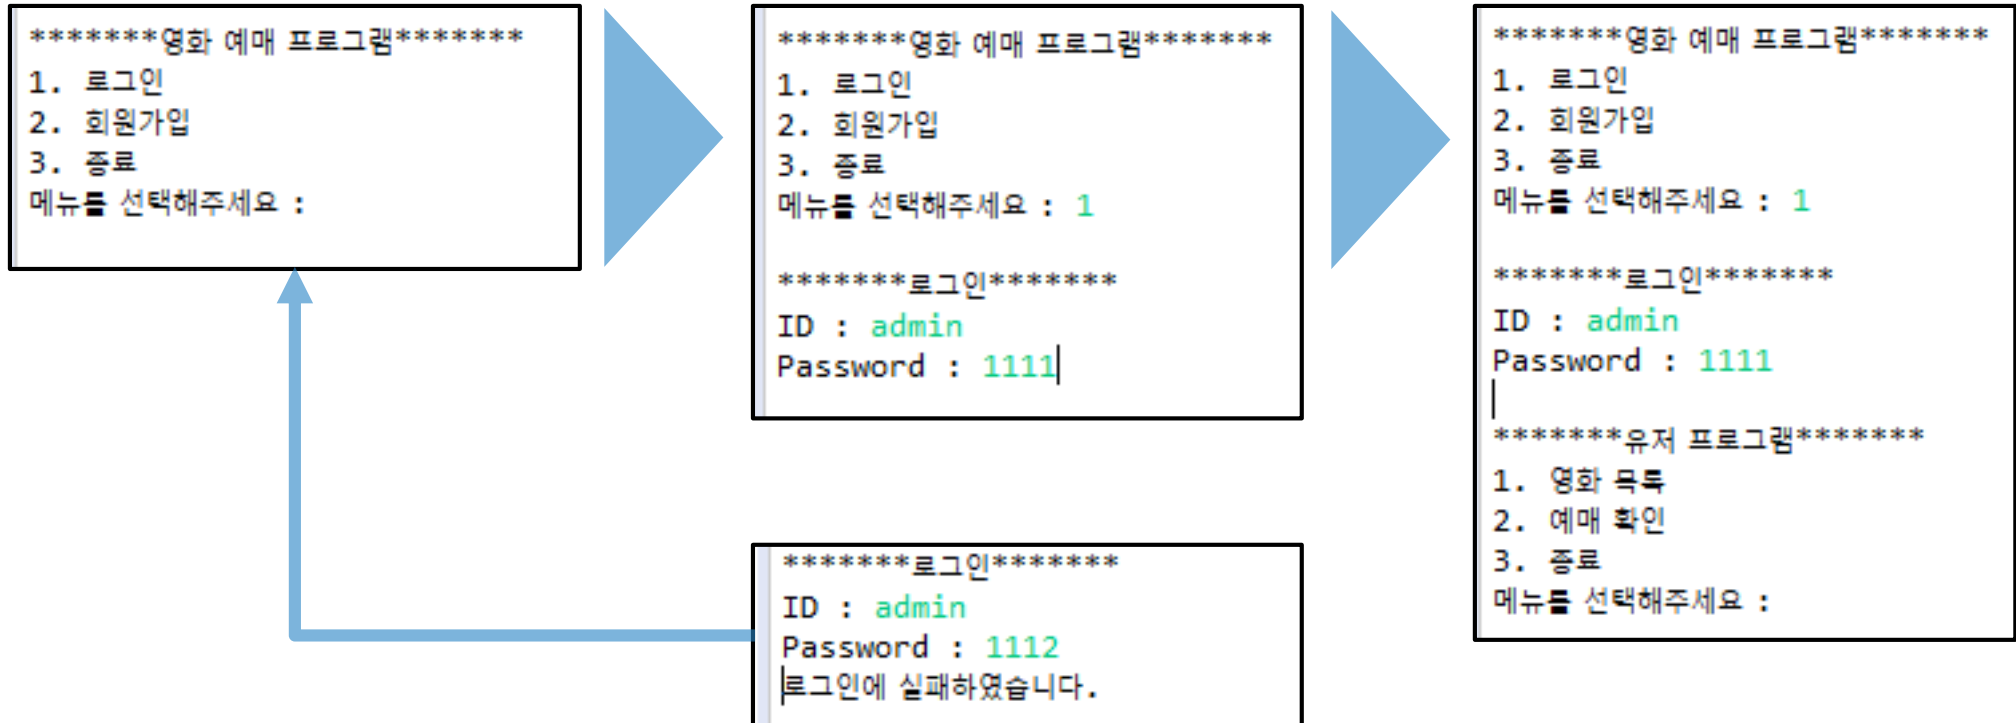 *******영화 예매 프로그램*******
1. 로그인
2. 회원가입
3. 종료
메뉴를 선택해주세요 :
*******영화 예매 프로그램*******
1. 로그인
2. 회원가입
3. 종료
메뉴를 선택해주세요 : 1
*******로그인*******
ID : admin
Password : 1111
*******영화 예매 프로그램*******
1. 로그인
2. 회원가입
3. 종료
메뉴를 선택해주세요 : 1
*******로그인*******
ID : admin
Password : 1111
*******유저 프로그램*******
1. 영화 목록
2. 예매 확인
3. 종료
메뉴를 선택해주세요 :
*******로그인*******
ID : admin
Password : 1112
로그인에 실패하였습니다.